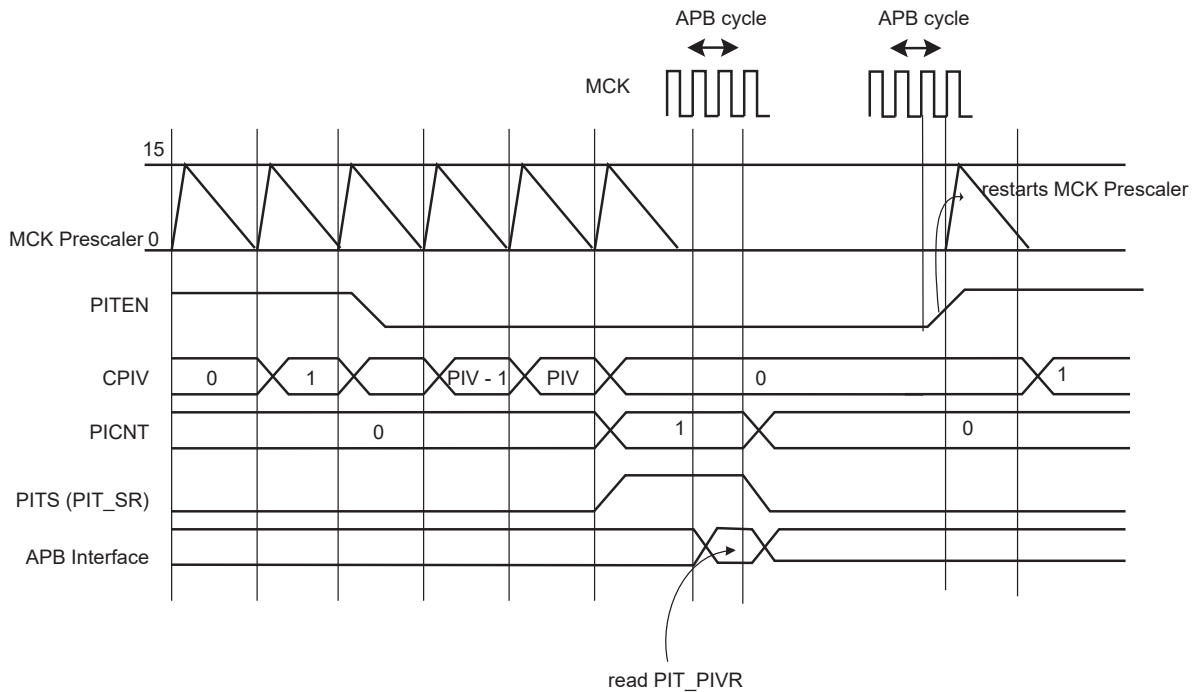 APB cycle
APB cycle
MCK
15
restarts MCK Prescaler
MCK Prescaler 0
PITEN
CPIV
0
1
PIV - 1
PIV
0
1
PICNT
0
1
0
PITS (PIT_SR)
APB Interface
read PIT_PIVR